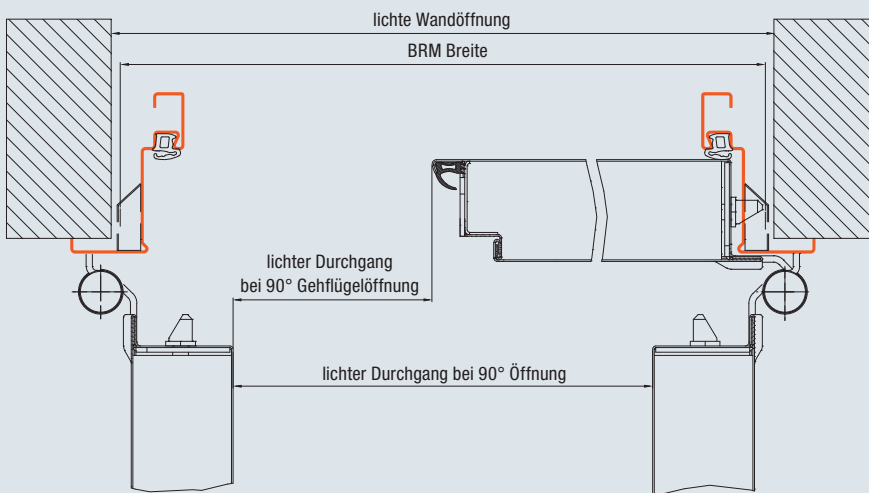 lichte Wandöffnung
BRM Breite
lichter Durchgang
bei 90° Gehflügelöffnung
lichter Durchgang bei 90° Öffnung